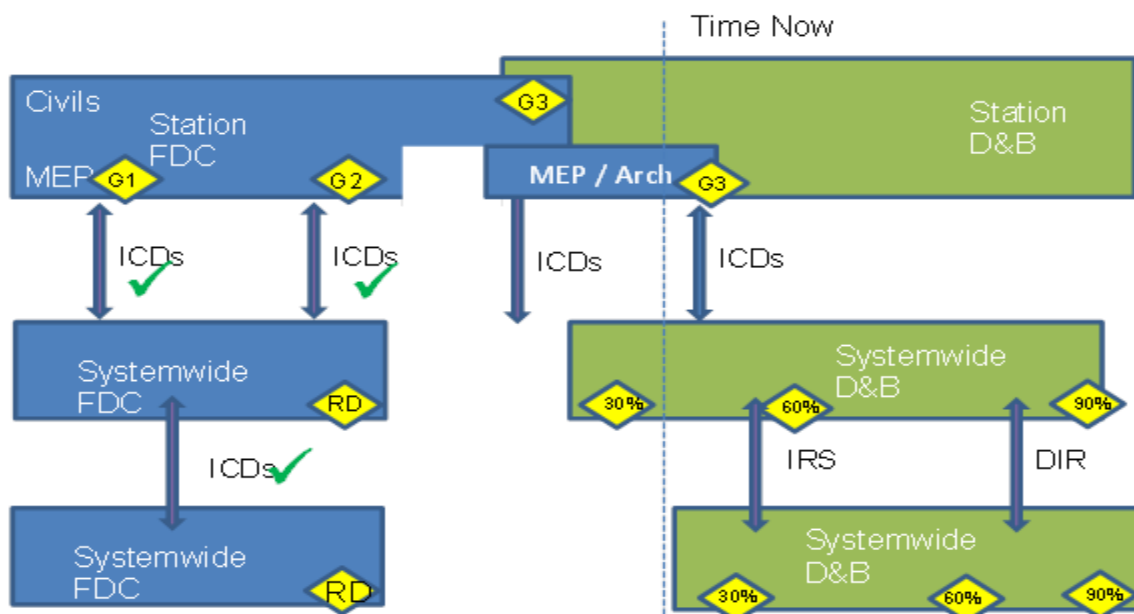 Time Now
Civils
G3
Station
FDC
Station
D&B
MEP
G1
G2
MEP / Arch
G3
ICDs
ICDs
ICDs
ICDs
Systemwide
FDC
RD
Systemwide
D&B
30%
60%
90%
ICDs
IRS
DIR
Systemwide
FDC
RD
Systemwide
D&B
30%
60%
90%